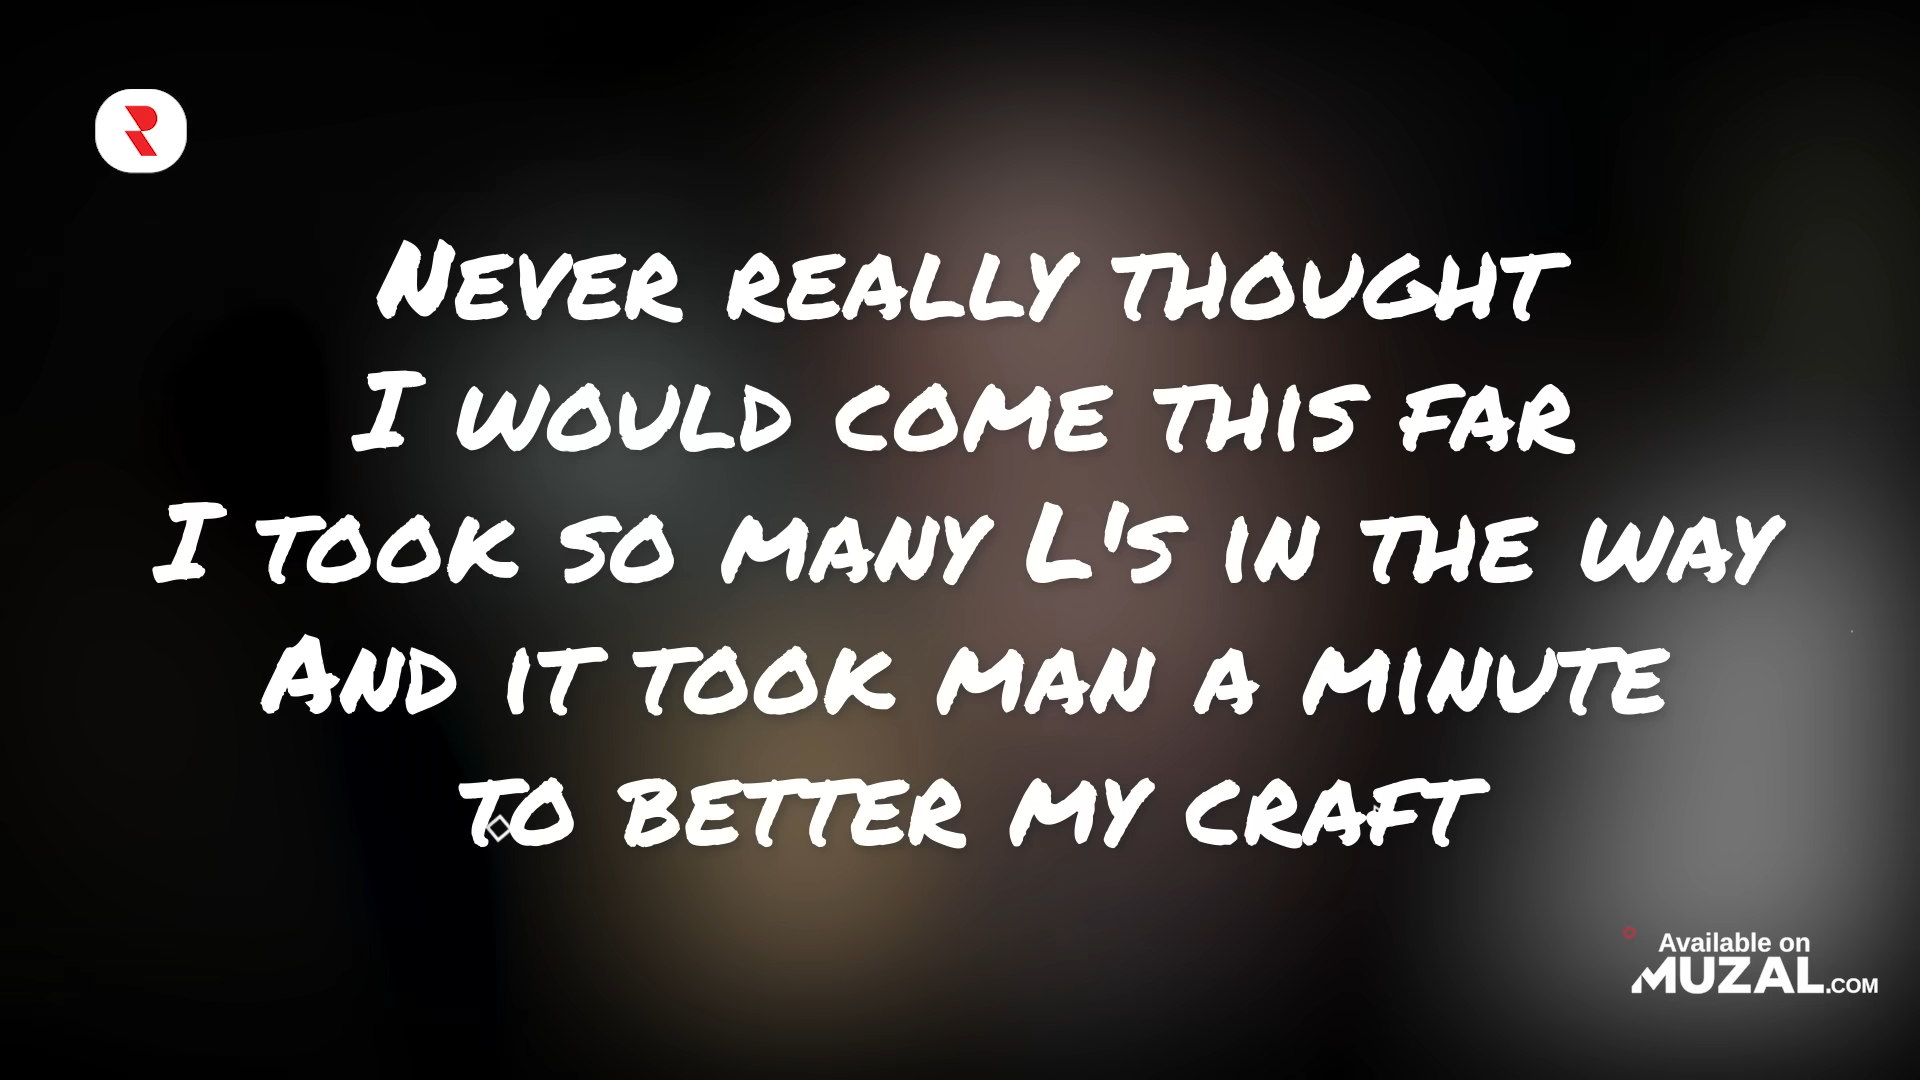 Never really thought
I would come this far
I took so many L's in the way
And it took man a minute
to better my craft
Available on
MUZAL.COM